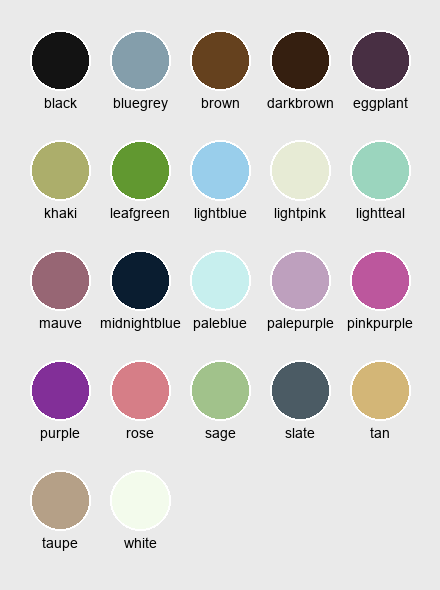 black bluegrey brown darkbrown eggplant
khaki leafgreen lightblue lightpink lightteal
mauve midnightblue paleblue palepurple pinkpurple
purple rose sage slate tan
taupe white